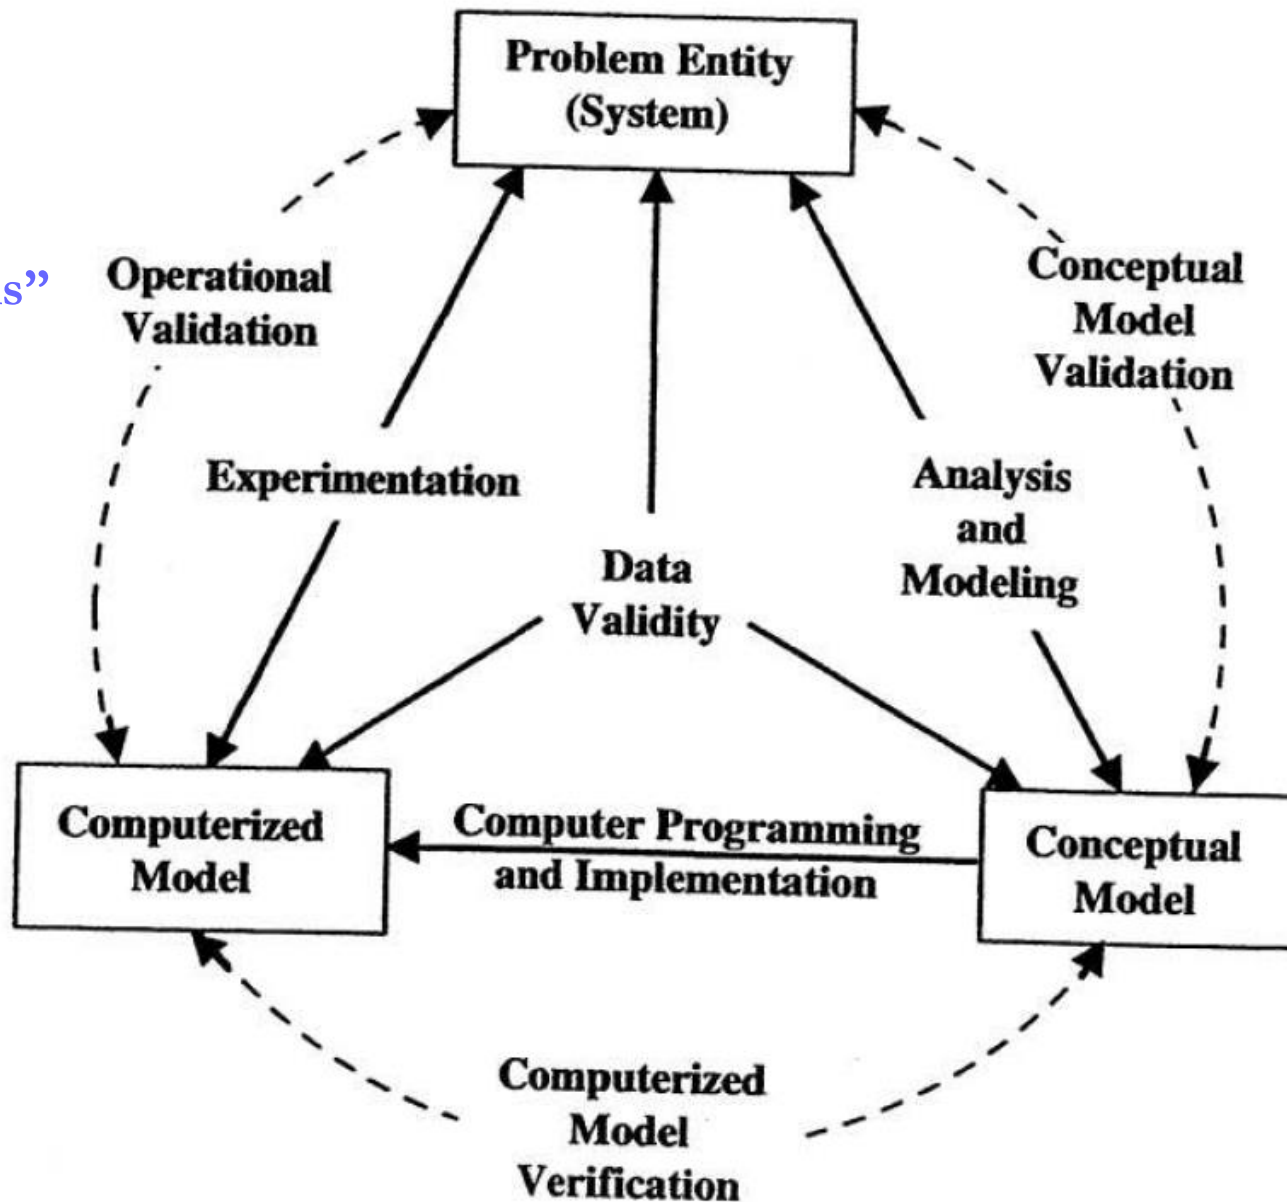 Problem Entity
(System)
Operational
Validation
Conceptual
Model
Validation
Experimentation
Analysis
and
Modeling
Data
Validity
Computerized
Model
Computer Programming
and Implementation
Conceptual
Model
Computerized
Model
Verification